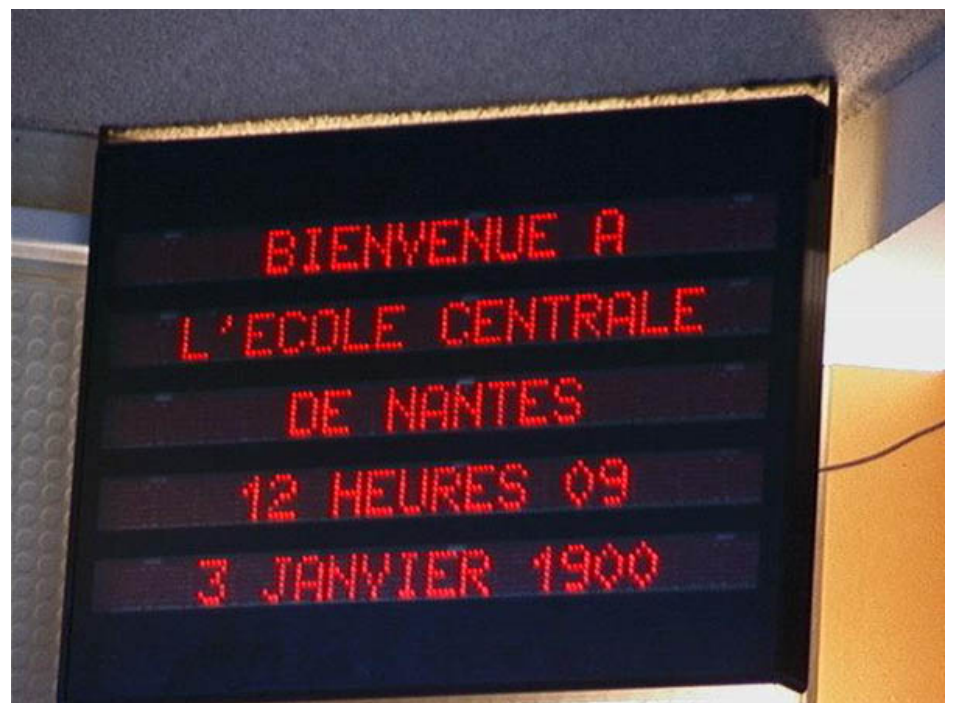 BIENVENUE A
L'ECOLE CENTRALE
DE NANTES
12 HEURES 09
3 JANVIER 1900